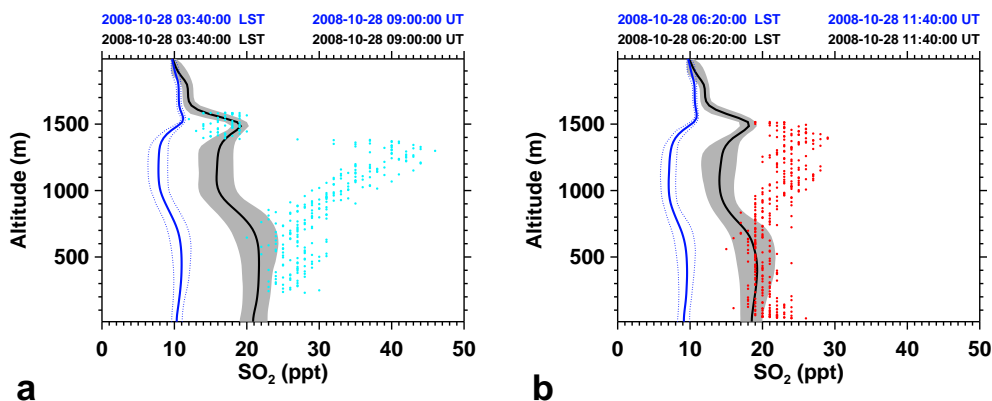 2008-10-28 03:40:00 LST 2008-10-28 09:00:00 UT
2008-10-28 03:40:00 LST 2008-10-28 09:00:00 UT
Altitude (m)
1500
1000
500
0 10 20 30 40 50
SO2 (ppt)
a
2008-10-28 06:20:00 LST 2008-10-28 11:40:00 UT
2008-10-28 06:20:00 LST 2008-10-28 11:40:00 UT
Altitude (m)
1500
1000
500
0 10 20 30 40 50
SO2 (ppt)
b